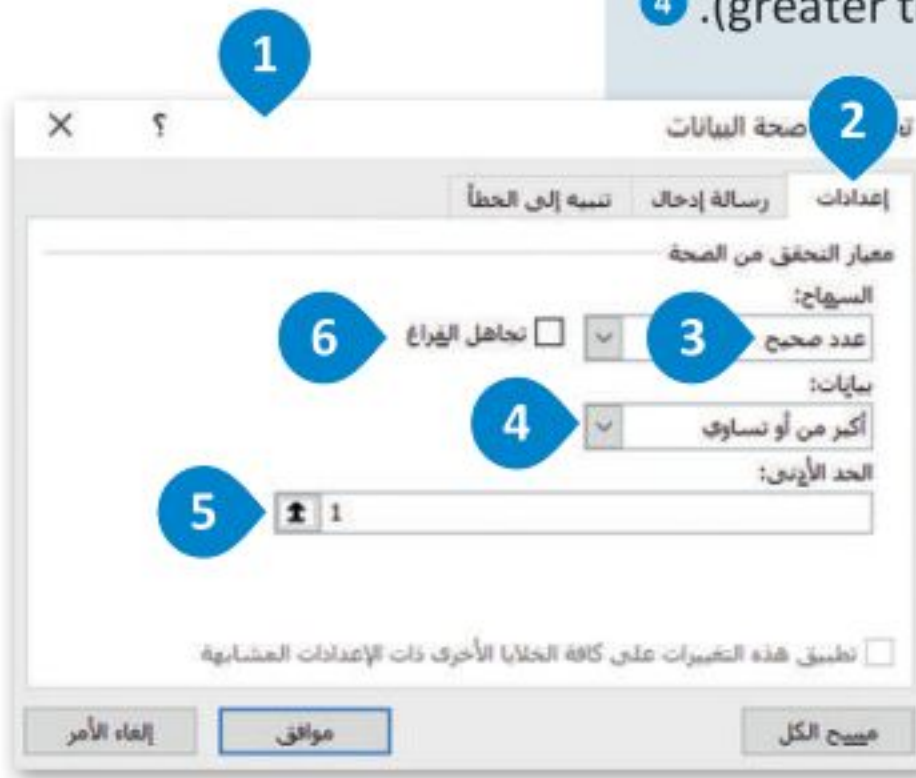 4 .(greater t
1
2
صحة البيانات ؟ ×
إعدادات رسالة إدخال تنبيه إلى الخطأ
معيار التحقق من الصحة
السماح:
3 عدد صحيح تجاهل الفراغ 6
بيانات:
أكبر من أو تساوي 4
الحد الأدنى:
1 5
تطبيق هذه التغييرات على كافة الخلايا الأخرى ذات الإعدادات المشابهة
مسح الكل موافق إلغاء الأمر